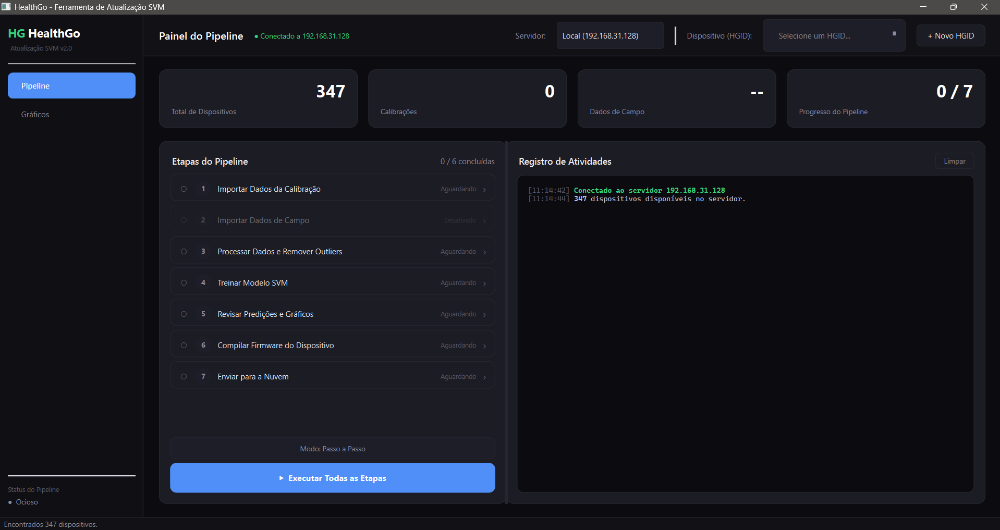 HealthGo - Ferramenta de Atualização SVM
HG HealthGo
Atualização SVM v2.0
Pipeline
Gráficos
Painel do Pipeline
● Conectado a 192.168.31.128
Servidor:
Local (192.168.31.128)
Dispositivo (HGID):
Selecione um HGID...
+ Novo HGID
347
Total de Dispositivos
0
Calibrações
--
Dados de Campo
0 / 7
Progresso do Pipeline
Etapas do Pipeline
0 / 6 concluídas
1 Importar Dados da Calibração Aguardando ›
2 Importar Dados de Campo Desativado ›
3 Processar Dados e Remover Outliers Aguardando ›
4 Treinar Modelo SVM Aguardando ›
5 Revisar Predições e Gráficos Aguardando ›
6 Compilar Firmware do Dispositivo Aguardando ›
7 Enviar para a Nuvem Aguardando ›
Modo: Passo a Passo
▶ Executar Todas as Etapas
Registro de Atividades
Limpar
[11:14:42] Conectado ao servidor 192.168.31.128
[11:14:44] 347 dispositivos disponíveis no servidor.
Status do Pipeline
● Ocioso
Encontrados 347 dispositivos.